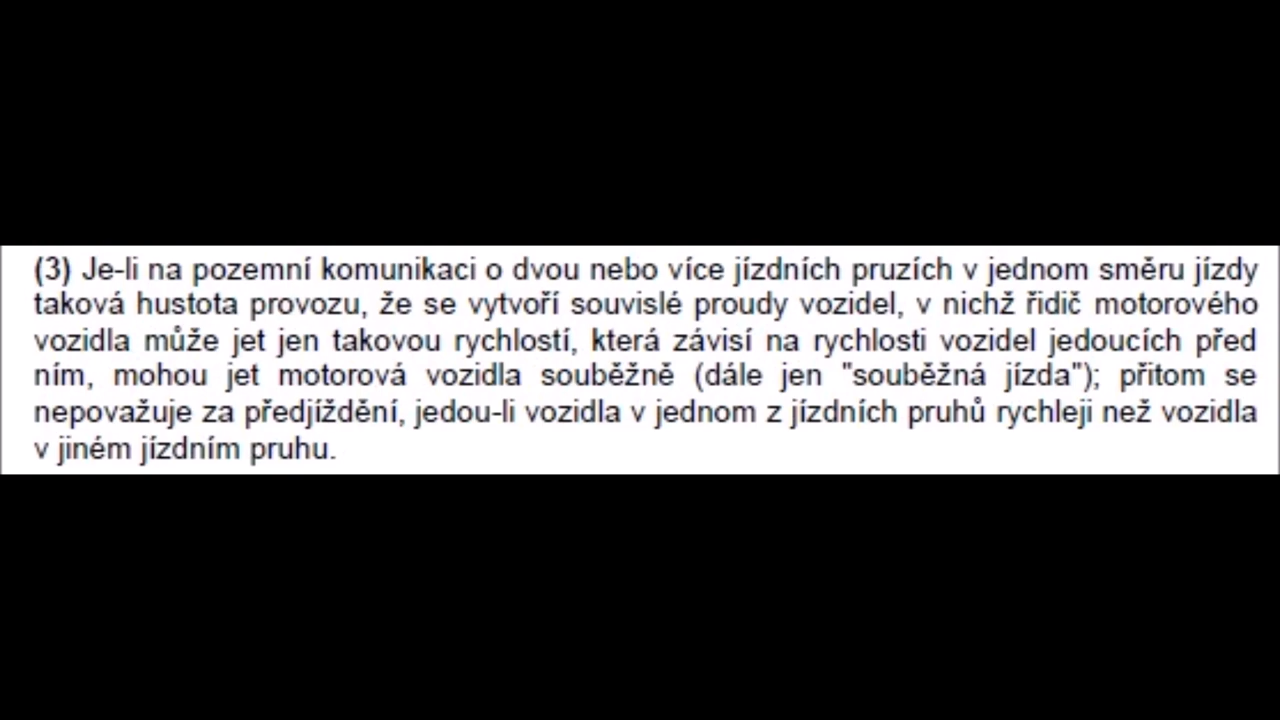 (3) Je-li na pozemní komunikaci o dvou nebo více jízdních pruzích v jednom směru jízdy
taková hustota provozu, že se vytvoří souvislé proudy vozidel, v nichž řidič motorového
vozidla může jet jen takovou rychlostí, která závisí na rychlosti vozidel jedoucích před
ním, mohou jet motorová vozidla souběžně (dále jen "souběžná jízda"); přitom se
nepovažuje za předjíždění, jedou-li vozidla v jednom z jízdních pruhů rychleji než vozidla
v jiném jízdním pruhu.